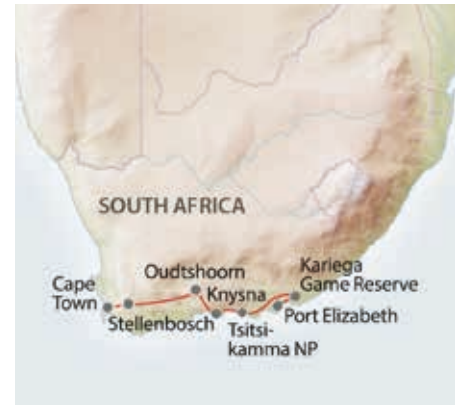 SOUTH AFRICA
Oudtshoorn
Kariega
Game Reserve
Cape
Town
Knysna
Stellenbosch
Port Elizabeth
Tsitsi-
kamma NP